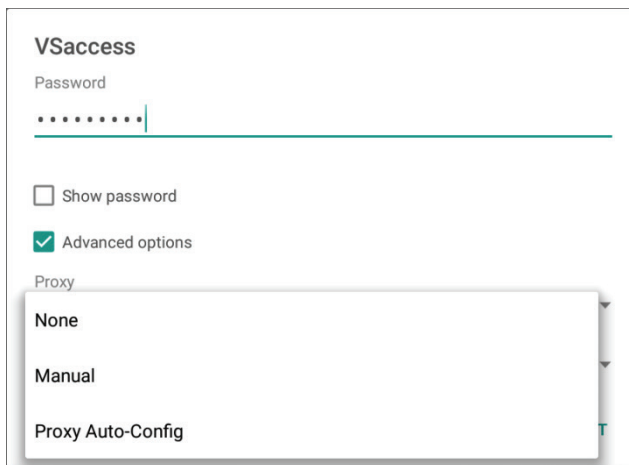 VSaccess
Password
•••••••••
Show password
Advanced options
Proxy
None
Manual
Proxy Auto-Config
T